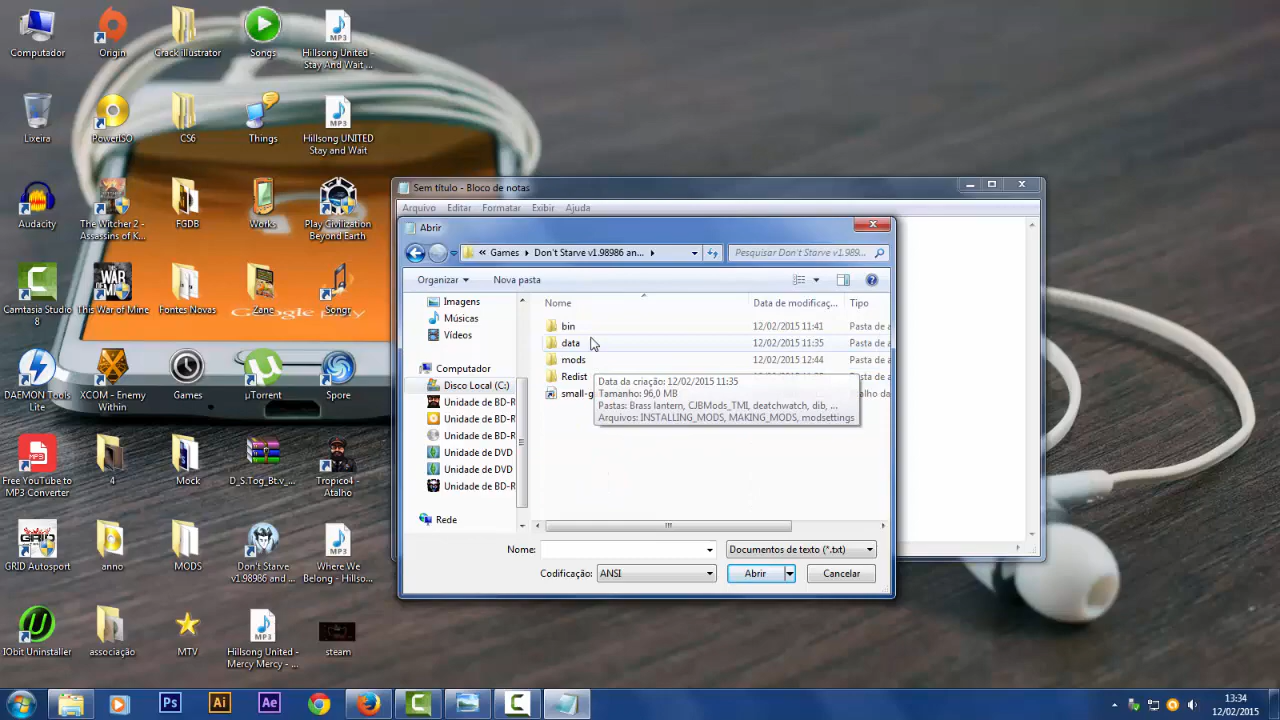 Computador
Origin
Crack illustrator
Songs
Hillsong United -
Stay And Wait ...
Lixeira
PowerISO
CS6
Things
Hillsong UNITED
Stay and Wait
Audacity
The Witcher 2 -
Assassins of K...
FGDB
Works
Play Civilization
Beyond Earth
Camtasia Studio
8
This War of Mine
Fontes Novas
Zane
Songr
DAEMON Tools
Lite
XCOM - Enemy
Within
Games
µTorrent
Spore
Free YouTube to
MP3 Converter
4
Mock
D_S.Tog_Bt.v_...
Tropico4 -
Atalho
GRID Autosport
anno
MODS
Don't Starve
v1.98986 and ...
Where We
Belong - Hillso...
IObit Uninstaller
associação
MTV
Hillsong United -
Mercy Mercy - ...
steam
Sem título - Bloco de notas
Arquivo Editar Formatar Exibir Ajuda
Abrir
« Games Don't Starve v1.98986 an...
Pesquisar Don't Starve v1.989...
Organizar Nova pasta
Imagens
Músicas
Vídeos
Computador
Disco Local (C:)
Unidade de BD-R
Unidade de BD-R
Unidade de BD-R
Unidade de DVD
Unidade de DVD
Unidade de BD-R
Rede
Nome Data de modificaç... Tipo
bin 12/02/2015 11:41 Pasta de a
data 12/02/2015 11:35 Pasta de a
mods 12/02/2015 12:44 Pasta de a
Redist
small-g
Data da criação: 12/02/2015 11:35
Tamanho: 96,0 MB
Pastas: Brass lantern, CJBMods_TMI, deatchwatch, dib, ...
Arquivos: INSTALLING_MODS, MAKING_MODS, modsettings
Pasta de a
alho da
Nome: Documentos de texto (*.txt)
Codificação: ANSI Abrir Cancelar
Ps
Ai
Ae
13:34
12/02/2015